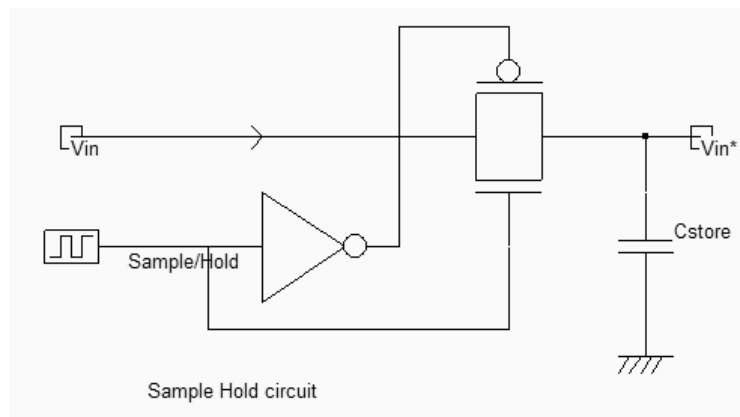 Vin
Vin*
Sample/Hold
Cstore
Sample Hold circuit